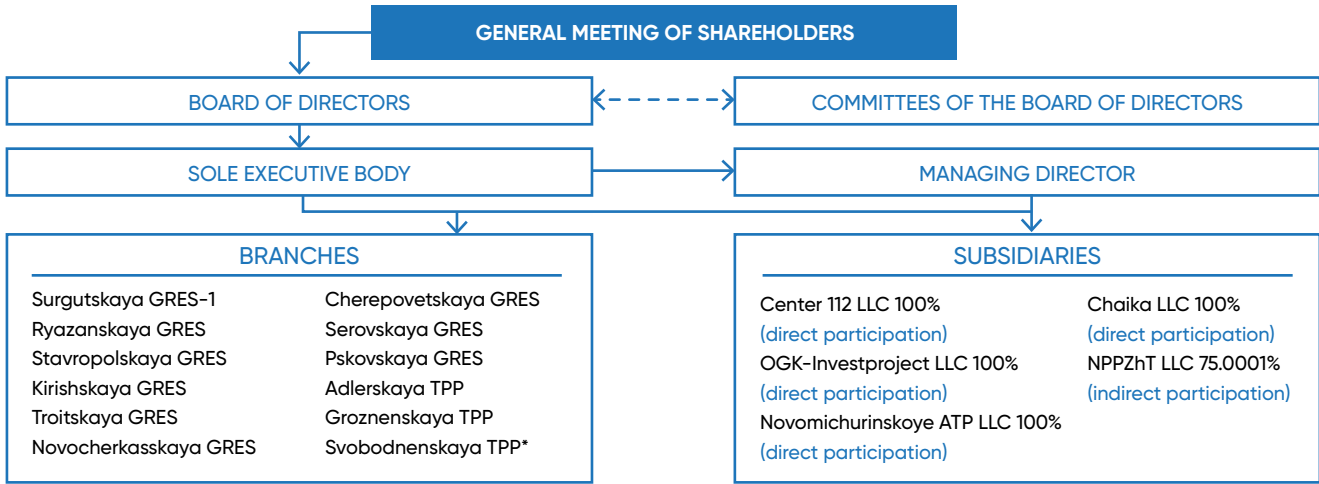 GENERAL MEETING OF SHAREHOLDERS
BOARD OF DIRECTORS
COMMITTEES OF THE BOARD OF DIRECTORS
SOLE EXECUTIVE BODY
MANAGING DIRECTOR
BRANCHES
Surgutskaya GRES-1
Ryazanskaya GRES
Stavropolskaya GRES
Kirishskaya GRES
Troitskaya GRES
Novocherkasskaya GRES
Cherepovetskaya GRES
Serovskaya GRES
Pskovskaya GRES
Adlerskaya TPP
Groznenskaya TPP
Svobodnenskaya TPP*
SUBSIDIARIES
Center 112 LLC 100%
(direct participation)
OGK-Investproject LLC 100%
(direct participation)
Novomichurinskoye ATP LLC 100%
(direct participation)
Chaika LLC 100%
(direct participation)
NPPZhT LLC 75.0001%
(indirect participation)